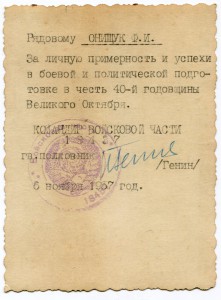 Рядовому ОНИЩУК Ф.И.
За личную примерность и успехи
в боевой и политической подго-
товке в честь 40-й годовщины
Великого Октября.
КОМАНДИР ВОЙСКОВОЙ ЧАСТИ
гв.полковник
/Генин/
6 ноября 1957 год.